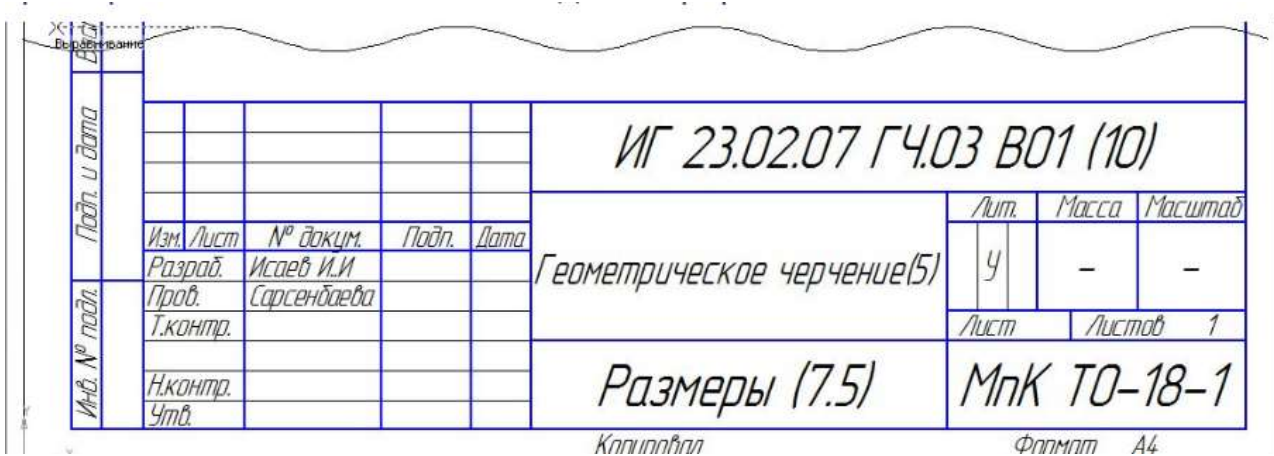 Выравнивание
Подп. и дата
Инв. № подл.
ИГ 23.02.07 ГЧ.03 В01 (10)
Лит. Масса Масштаб
Изм. Лист № докум. Подп. Дата
Разраб. Исаев И.И
Геометрическое черчение(5)
У – –
Пров. Сарсенбаева
Т.контр.
Лист Листов 1
Н.контр.
Размеры (7.5)
МпК ТО-18-1
Утв.
Копировал Формат А4